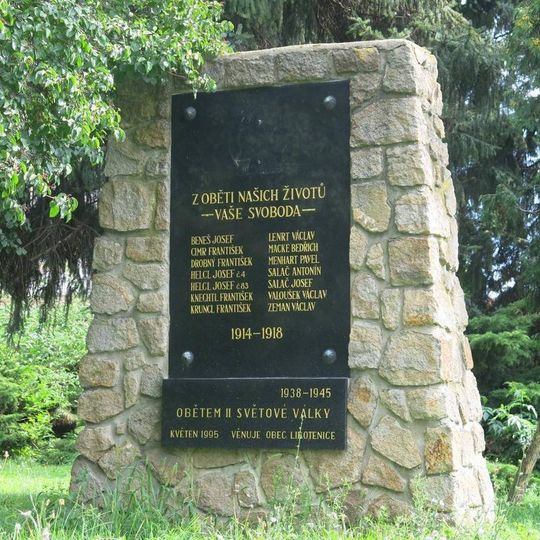 Z OBĚTI NAŠICH ŽIVOTŮ
—VAŠE SVOBODA—
BENEŠ JOSEF
CIMR FRANTIŠEK
DROBNÝ FRANTIŠEK
HELCL JOSEF č.4
HELCL JOSEF č.83
KNECHTL FRANTIŠEK
KRUNCL FRANTIŠEK
LENRT VÁCLAV
MACKE BEDŘICH
MENHART PAVEL
SALAČ ANTONÍN
SALAČ JOSEF
VALOUŠEK VÁCLAV
ZEMAN VÁCLAV
1914-1918
1938-1945
OBĚTEM II SVĚTOVÉ VÁLKY
KVĚTEN 1995 VĚNUJE OBEC LIBOTENICE